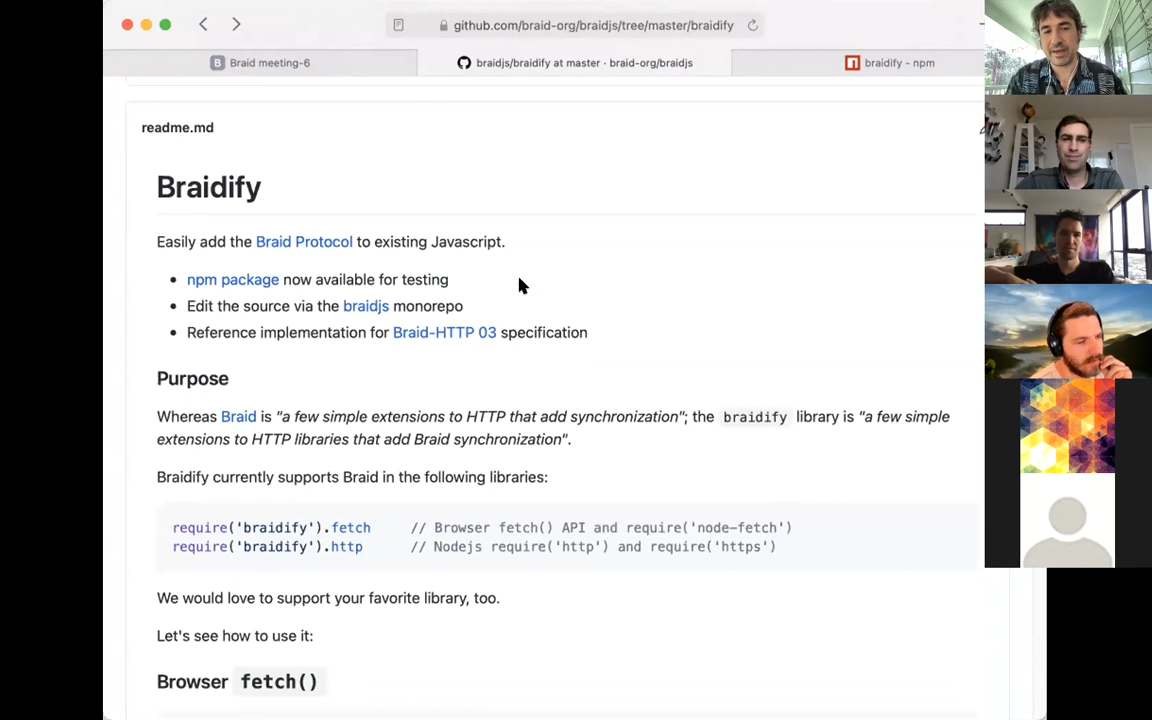 github.com/braid-org/braidjs/tree/master/braidify
Braid meeting-6
braidjs/braidify at master · braid-org/braidjs
braidify - npm
readme.md
Braidify
Easily add the Braid Protocol to existing Javascript.
• npm package now available for testing
• Edit the source via the braidjs monorepo
• Reference implementation for Braid-HTTP 03 specification
Purpose
Whereas Braid is "a few simple extensions to HTTP that add synchronization"; the braidify library is "a few simple
extensions to HTTP libraries that add Braid synchronization".
Braidify currently supports Braid in the following libraries:
require('braidify').fetch // Browser fetch() API and require('node-fetch')
require('braidify').http // Nodejs require('http') and require('https')
We would love to support your favorite library, too.
Let's see how to use it:
Browser fetch()